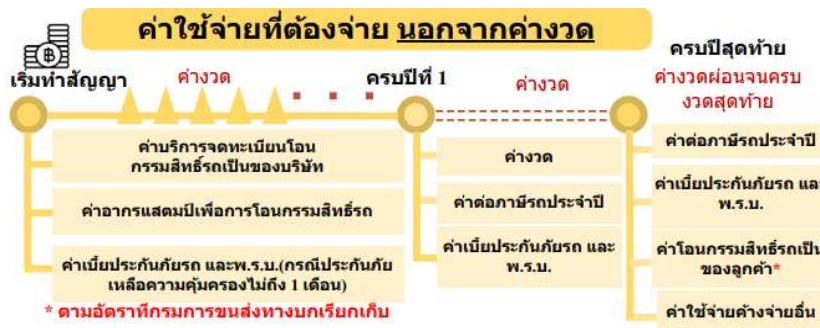 ค่าใช้จ่ายที่ต้องจ่าย นอกจากค่างวด
เริ่มทำสัญญา
ค่างวด
ครบปีที่ 1
ค่างวด
ครบปีสุดท้าย
ค่างวดผ่อนจนครบ
งวดสุดท้าย
ค่าบริการจดทะเบียนโอน
กรรมสิทธิ์รถเป็นของบริษัท
ค่าอากรแสตมป์เพื่อการโอนกรรมสิทธิ์รถ
ค่าเบี้ยประกันภัยรถ และพ.ร.บ.(กรณีประกันภัย
เหลือความคุ้มครองไม่ถึง 1 เดือน)
* ตามอัตราที่กรมการขนส่งทางบกเรียกเก็บ
ค่างวด
ค่าต่อภาษีรถประจำปี
ค่าเบี้ยประกันภัยรถ และ
พ.ร.บ.
ค่าต่อภาษีรถประจำปี
ค่าเบี้ยประกันภัยรถ และ
พ.ร.บ.
ค่าโอนกรรมสิทธิ์รถเป็น
ของลูกค้า*
ค่าใช้จ่ายค้างจ่ายอื่น